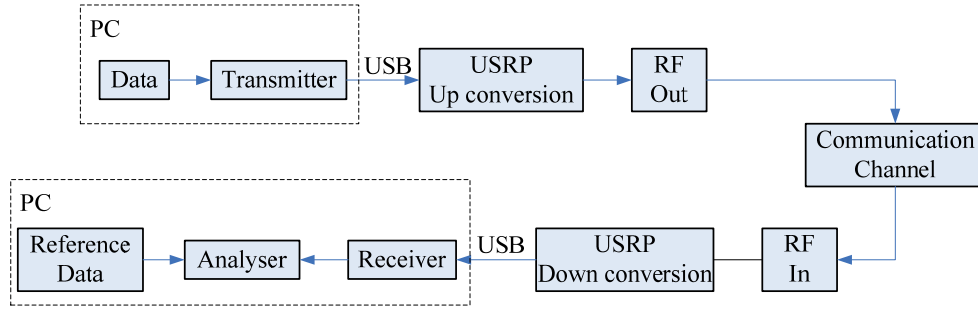 PC
Data
Transmitter
USB
USRP
Up conversion
RF
Out
Communication
Channel
PC
Reference
Data
Analyser
Receiver
USB
USRP
Down conversion
RF
In